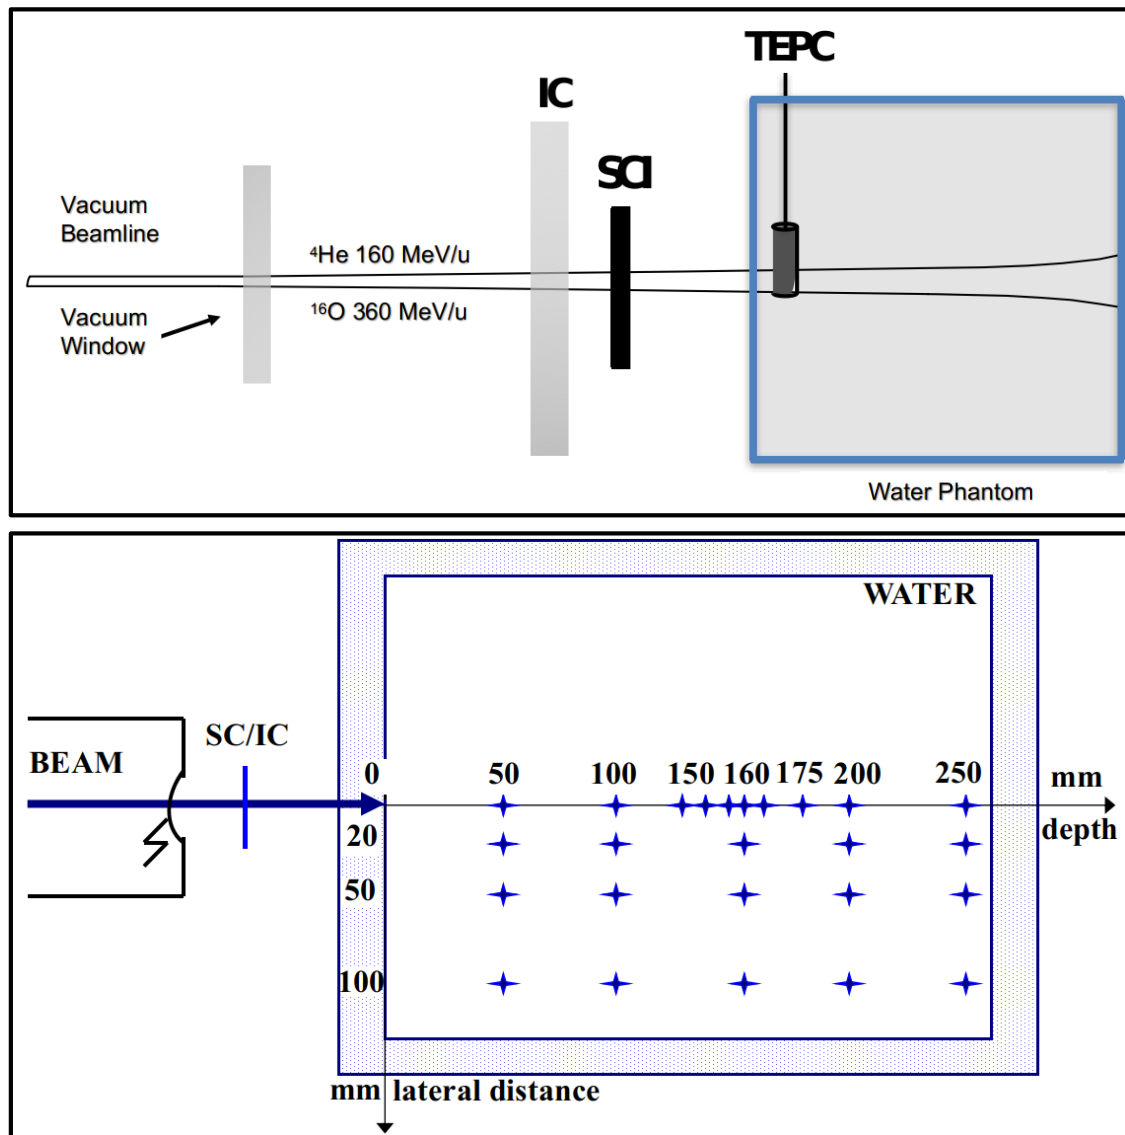 TEPC
IC
SCI
Vacuum
Beamline
⁴He 160 MeV/u
¹⁶O 360 MeV/u
Vacuum
Window
Water Phantom
WATER
SC/IC
BEAM
0 50 100 150 160 175 200 250 mm
depth
20
50
100
mm lateral distance